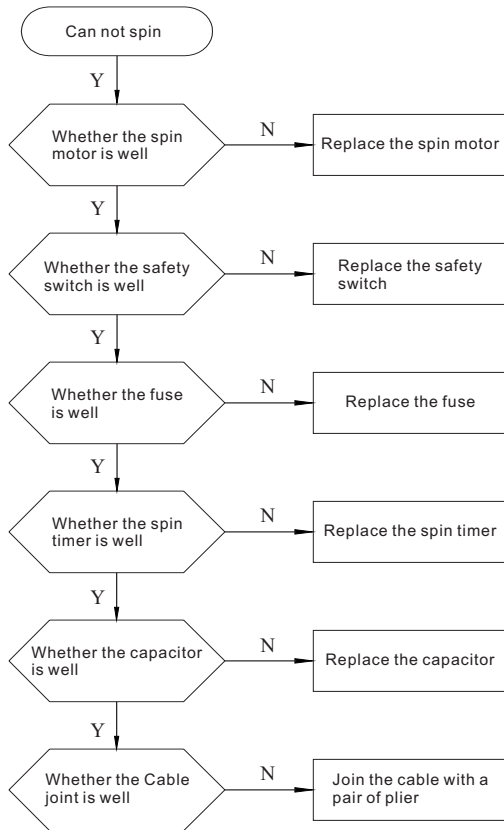 Can not spin
Y
Whether the spin
motor is well
N
Replace the spin motor
Y
Whether the safety
switch is well
N
Replace the safety
switch
Y
Whether the fuse
is well
N
Replace the fuse
Y
Whether the spin
timer is well
N
Replace the spin timer
Y
Whether the capacitor
is well
N
Replace the capacitor
Y
Whether the Cable
joint is well
N
Join the cable with a
pair of plier